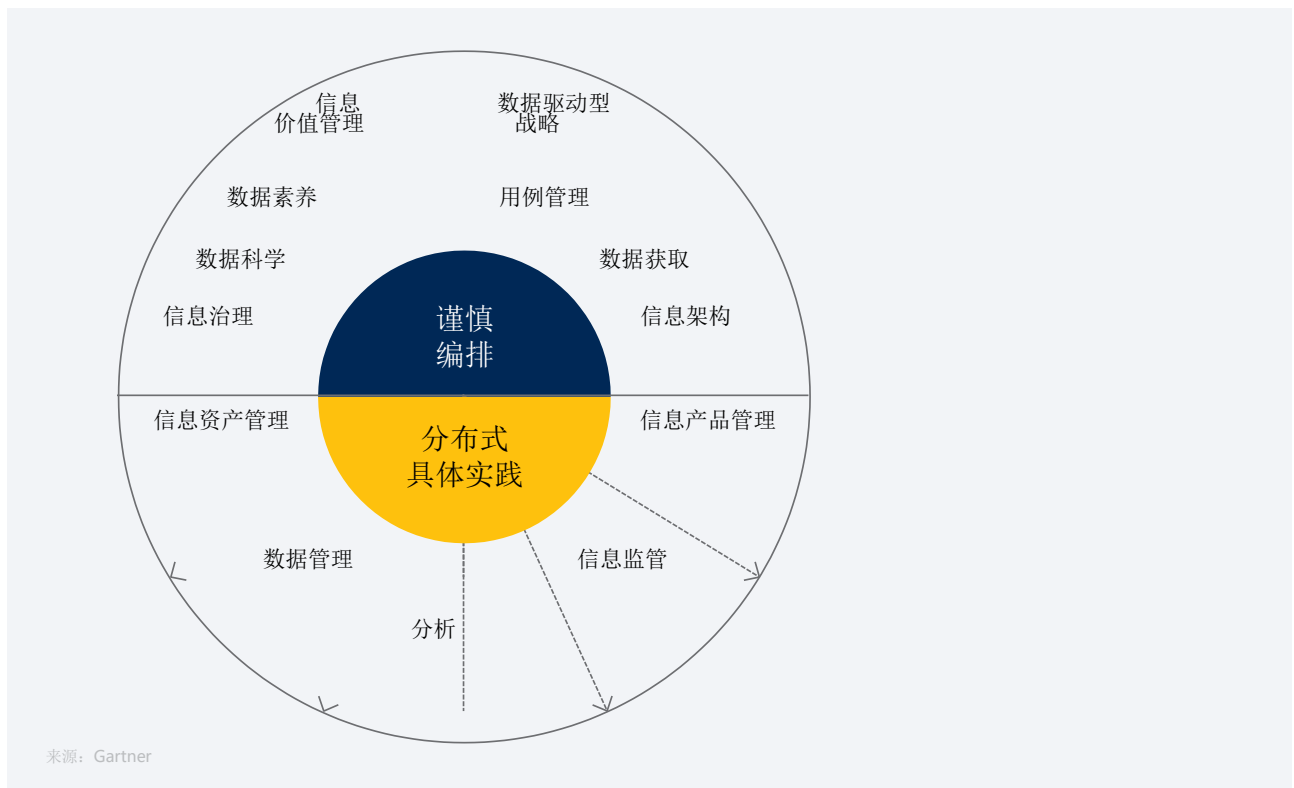 信息
价值管理
数据驱动型
战略
数据素养
用例管理
数据科学
数据获取
信息治理
信息架构
谨慎
编排
信息资产管理
信息产品管理
分布式
具体实践
数据管理
信息监管
分析
来源：Gartner